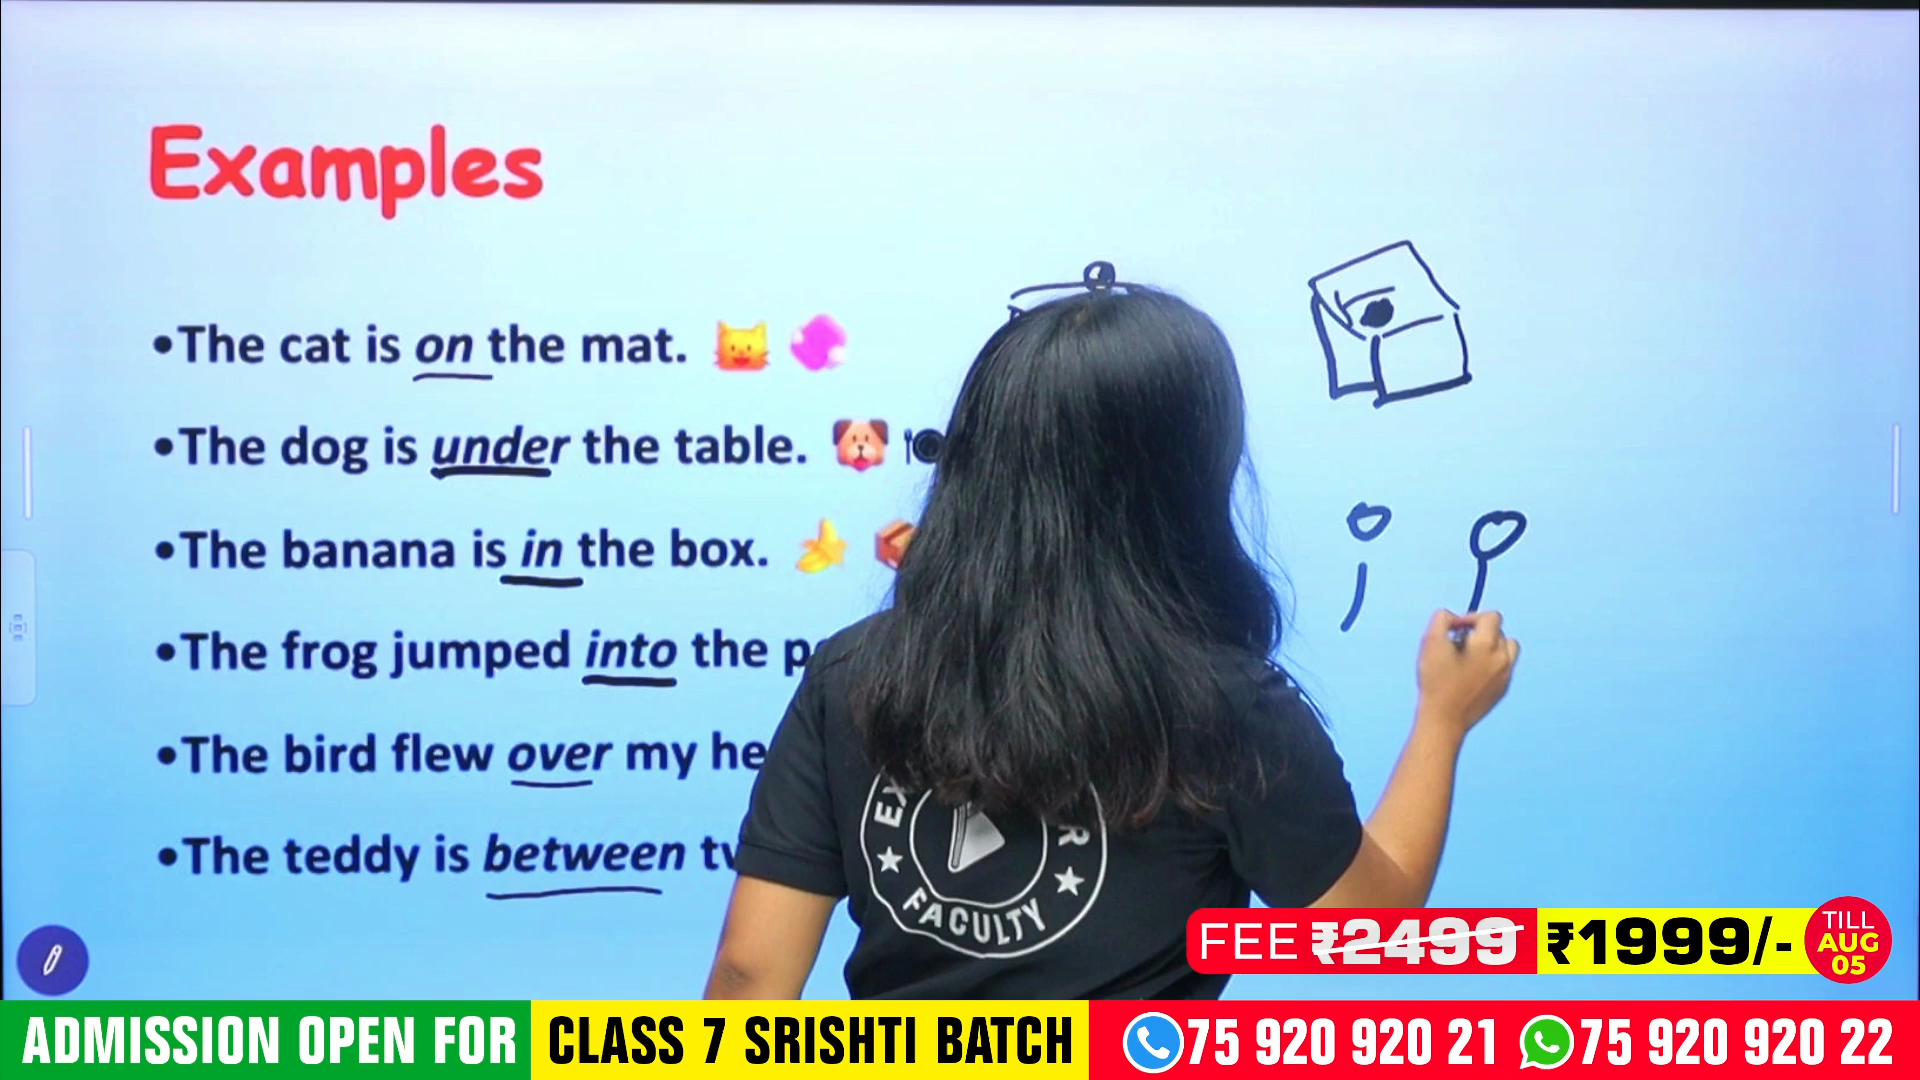 Examples
•The cat is on the mat.
•The dog is under the table.
•The banana is in the box.
•The frog jumped into the
•The bird flew over my
•The teddy is between
FACULTY
FEE ₹2499 ₹1999/-
TILL
AUG
05
ADMISSION OPEN FOR CLASS 7 SRISHTI BATCH 75 920 920 21 75 920 920 22